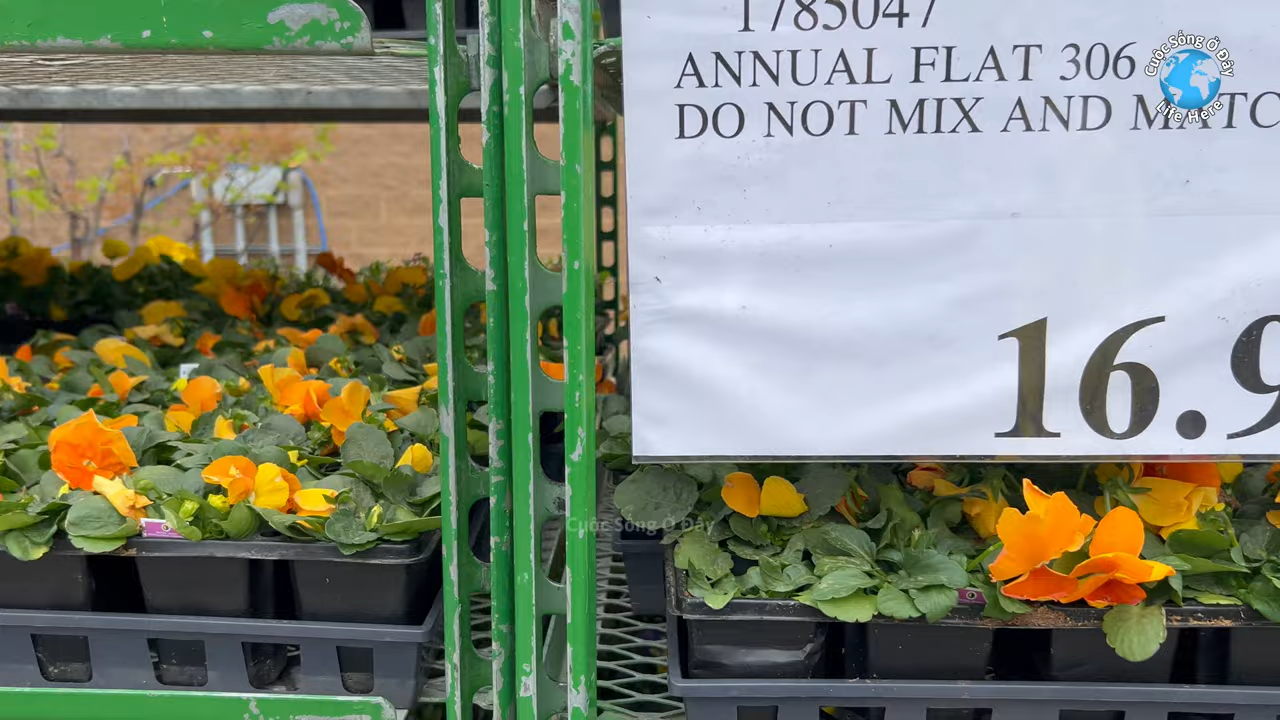 1785047
ANNUAL FLAT 306
DO NOT MIX AND MATC
16.9
Cuộc Sống Ở Đây
Life Here
Cuộc Sống Ở Đây